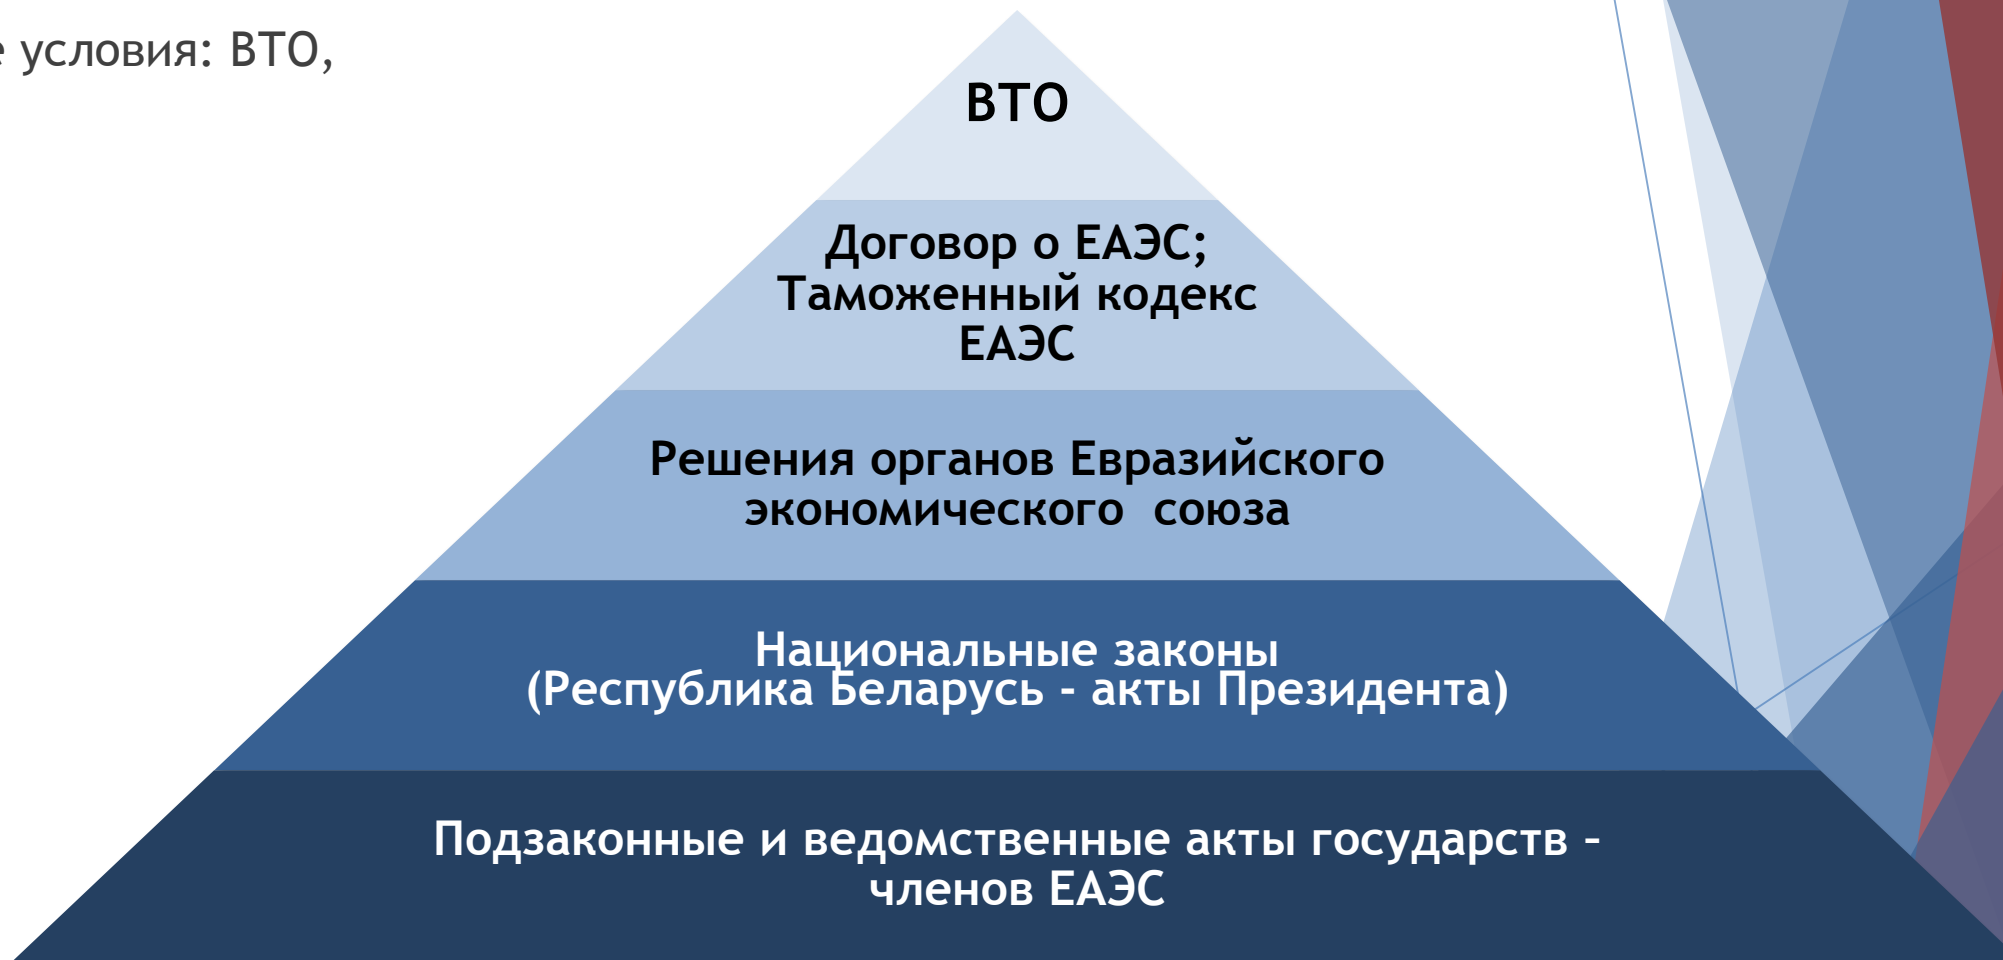 е условия: ВТО,
ВТО
Договор о ЕАЭС;
Таможенный кодекс
ЕАЭС
Решения органов Евразийского
экономического  союза
Национальные законы
(Республика Беларусь - акты Президента)
Подзаконные и ведомственные акты государств –
членов ЕАЭС